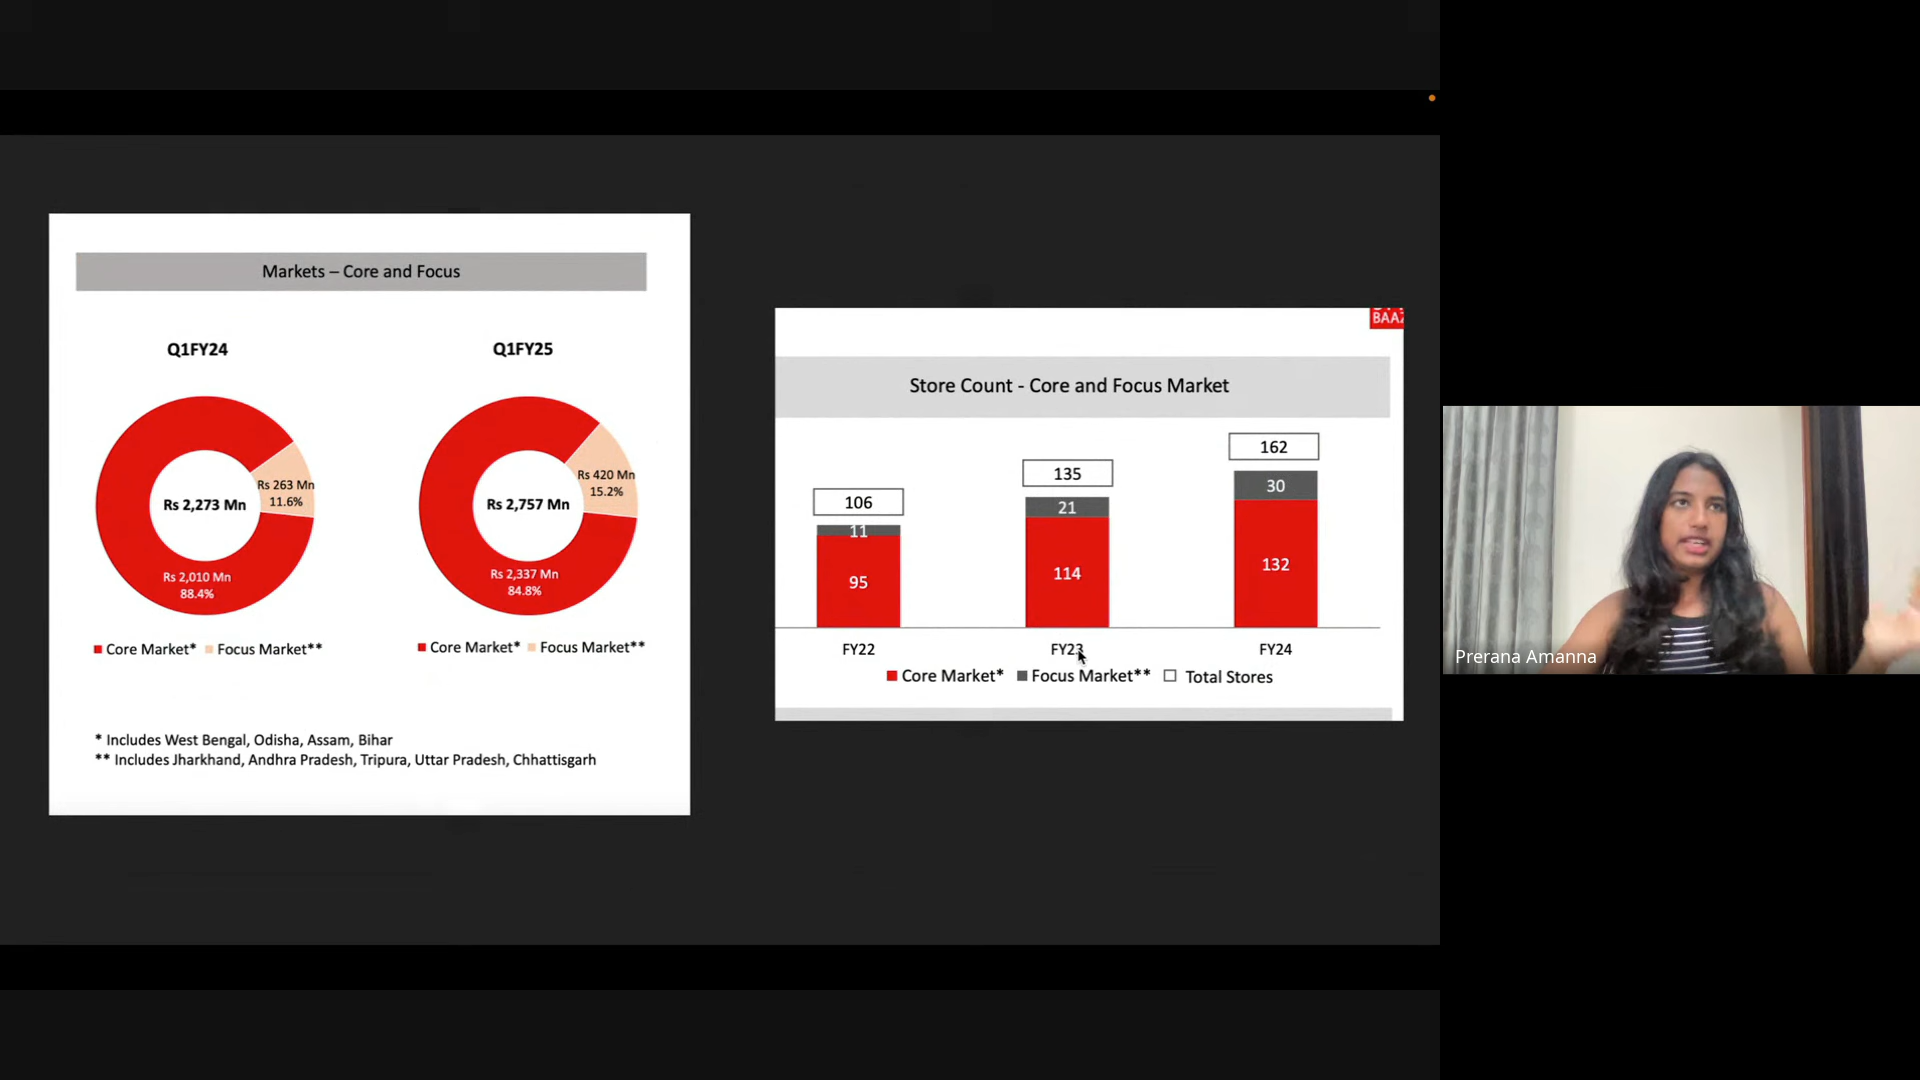 Markets – Core and Focus
Q1FY24
Q1FY25
Rs 263 Mn
11.6%
Rs 2,273 Mn
Rs 2,010 Mn
88.4%
Rs 420 Mn
15.2%
Rs 2,757 Mn
Rs 2,337 Mn
84.8%
Core Market* Focus Market**
Core Market* Focus Market**
* Includes West Bengal, Odisha, Assam, Bihar
** Includes Jharkhand, Andhra Pradesh, Tripura, Uttar Pradesh, Chhattisgarh
Store Count - Core and Focus Market
106
11
95
135
21
114
162
30
132
FY22
FY23
FY24
Core Market* Focus Market** Total Stores
Prerana Amanna